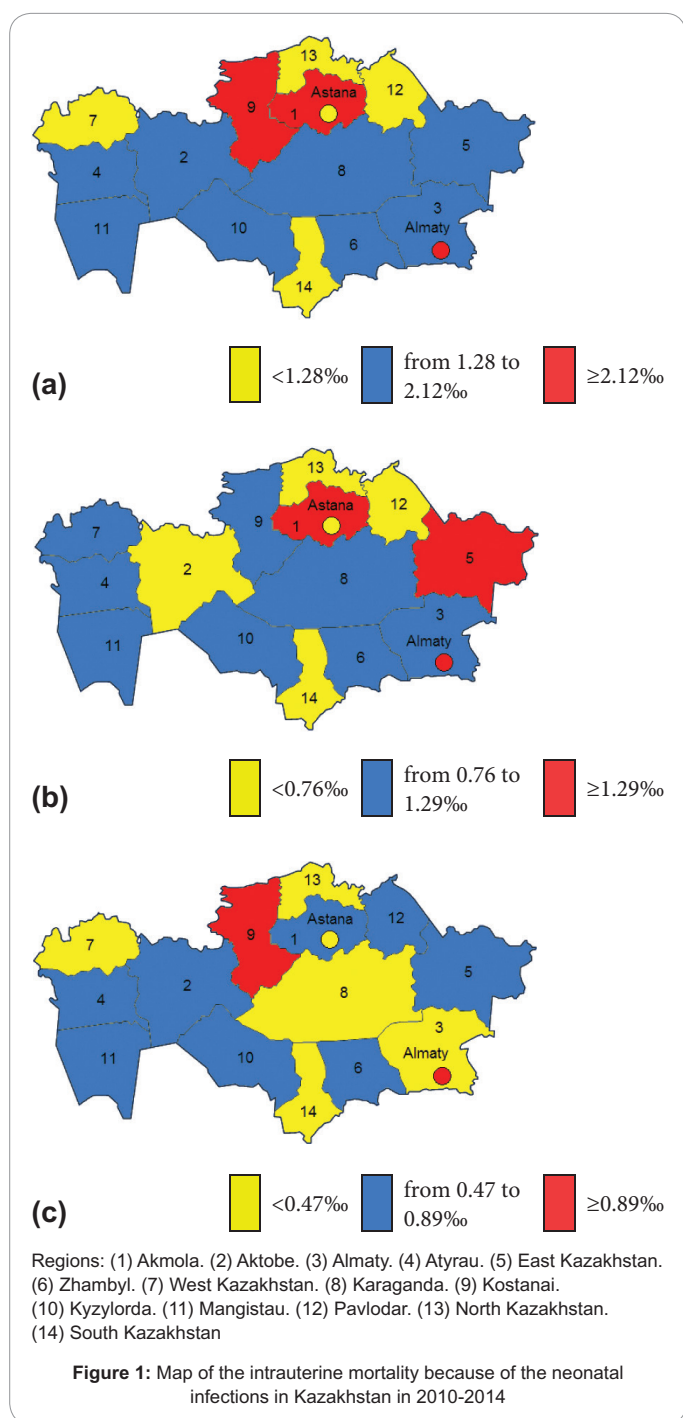 13
Astana
12
9
1
7
5
2
8
4
3
Almaty
11
10
6
14
(a)
<1.28‰
from 1.28 to
2.12‰
≥2.12‰
13
Astana
12
9
1
7
5
2
8
4
3
Almaty
11
10
6
14
(b)
<0.76‰
from 0.76 to
1.29‰
≥1.29‰
13
Astana
12
9
1
7
5
2
8
4
3
Almaty
11
10
6
14
(c)
<0.47‰
from 0.47 to
0.89‰
≥0.89‰
Regions: (1) Akmola. (2) Aktobe. (3) Almaty. (4) Atyrau. (5) East Kazakhstan.
(6) Zhambyl. (7) West Kazakhstan. (8) Karaganda. (9) Kostanai.
(10) Kyzylorda. (11) Mangistau. (12) Pavlodar. (13) North Kazakhstan.
(14) South Kazakhstan
Figure 1: Map of the intrauterine mortality because of the neonatal
infections in Kazakhstan in 2010-2014